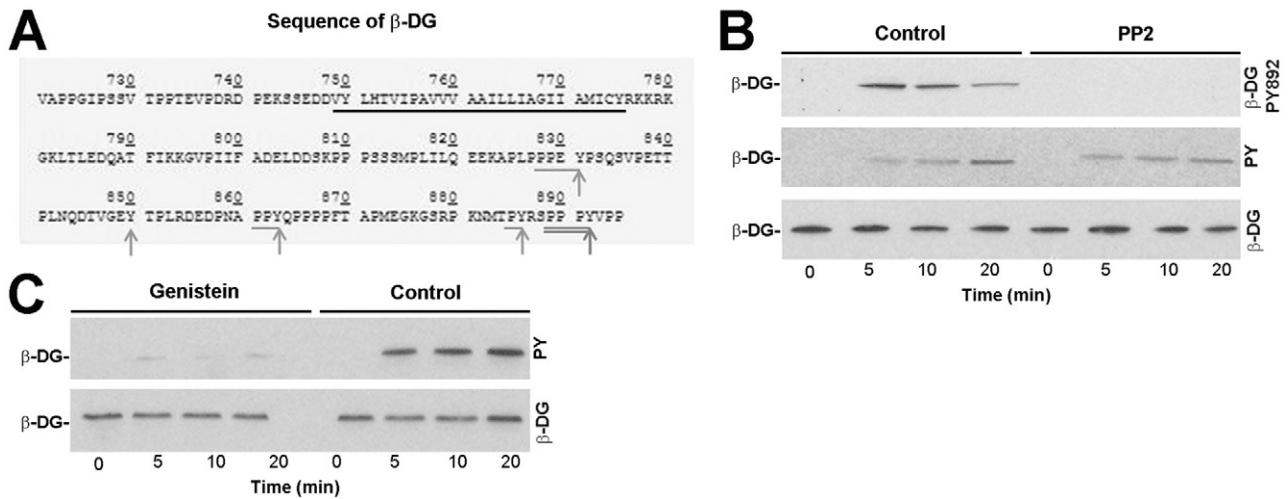 A
Sequence of β-DG
730 740 750 760 770 780
VAPPGIPSSV TPPTEVPDRD PEKSSEDDVY LHTVIPAVVV AAILLIAGII AMICYRKKRK
790 800 810 820 830 840
GKLTLEDQAT FIKKGVPIIF ADELDDSKPP PSSSMPLILQ EEKAPLPPPE YPSQSVPETT
850 860 870 880 890
PLNQDTVGEY TPLRDEDPNA PPYQPPPPFT APMEGKGSRP KNMTPYRSPPP PYVPP
B
Control PP2
β-DG- β-DG PY892
β-DG- PY
β-DG- β-DG
0 5 10 20 0 5 10 20
Time (min)
C
Genistein Control
β-DG- PY
β-DG- β-DG
0 5 10 20 0 5 10 20
Time (min)